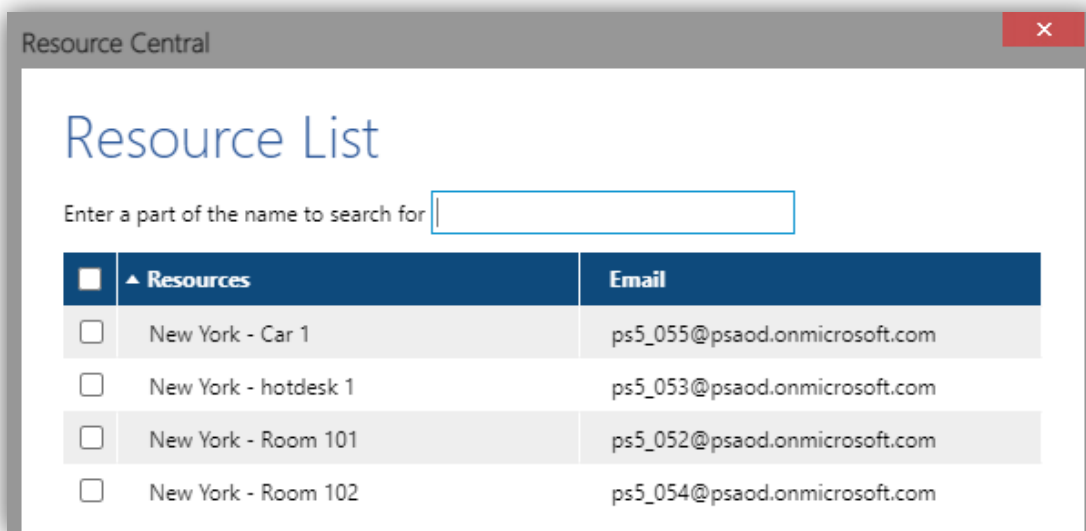 Resource Central
Resource List
Enter a part of the name to search for
Resources Email
New York - Car 1 ps5_055@psaod.onmicrosoft.com
New York - hotdesk 1 ps5_053@psaod.onmicrosoft.com
New York - Room 101 ps5_052@psaod.onmicrosoft.com
New York - Room 102 ps5_054@psaod.onmicrosoft.com